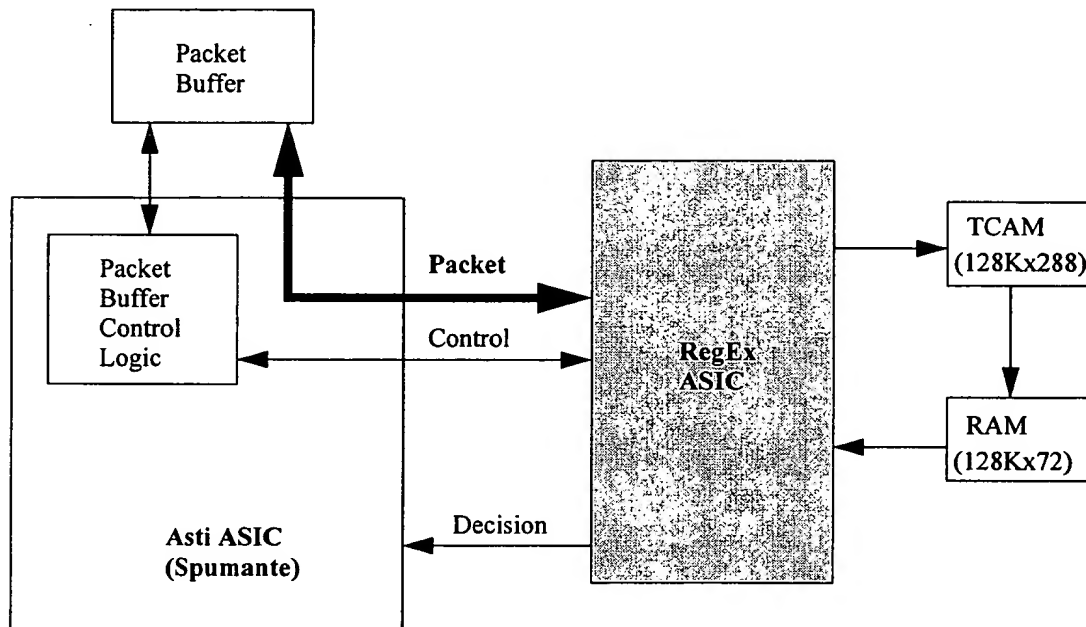 Packet
Buffer
Packet
Buffer
Control
Logic
Packet
Control
RegEx
ASIC
TCAM
(128Kx288)
RAM
(128Kx72)
Decision
Asti ASIC
(Spumante)